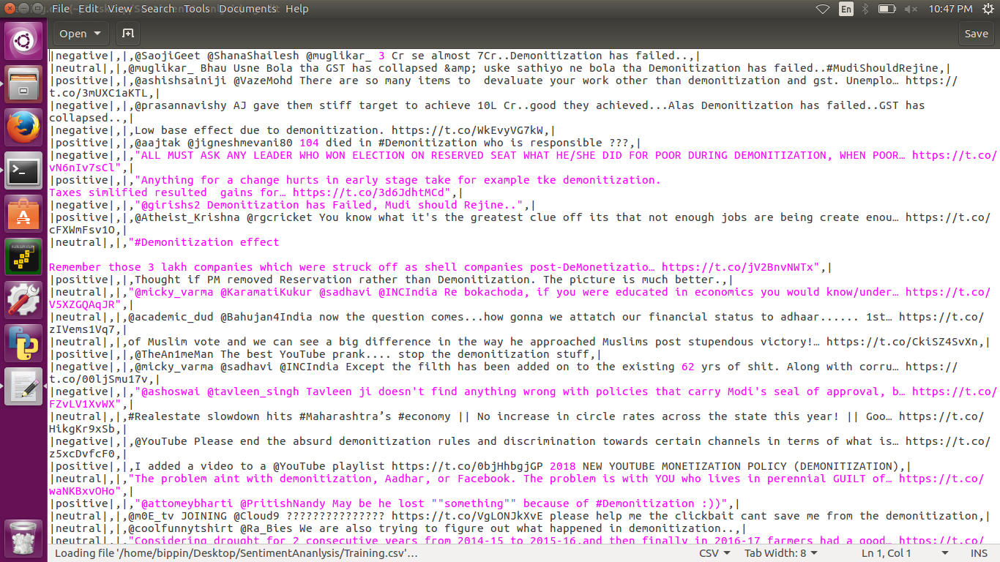 File Edit View Search Tools Documents Help
En
10:47 PM
Open
Save
|negative|,|,@SaojiGeet @ShanaShailesh @muglikar_ 3 Cr se almost 7Cr..Demonitization has failed..,|
|neutral|,|,@muglikar_ Bhau Usne Bola tha GST has collapsed &amp; uske sathiyo ne bola tha Demonitization has failed..#MudiShouldRejine,|
|positive|,|,@ashishsainiji @VazeMohd There are so many items to  devaluate your work other than demonitization and gst. Unemplo… https://
t.co/3mUXC1aKTL,|
|negative|,|,@prasannavishy AJ gave them stiff target to achieve 10L Cr..good they achieved...Alas Demonitization has failed..GST has
collapsed..,|
|negative|,|,Low base effect due to demonitization. https://t.co/WkEvyVG7kW,|
|positive|,|,@aajtak @jigneshmevani80 104 died in #Demonitization who is responsible ???,|
|negative|,|,"ALL MUST ASK ANY LEADER WHO WON ELECTION ON RESERVED SEAT WHAT HE/SHE DID FOR POOR DURING DEMONITIZATION, WHEN POOR… https://t.co/
vN6nIv7sCl",|
|positive|,|,"Anything for a change hurts in early stage take for example tke demonitization.
Taxes simlified resulted  gains for… https://t.co/3d6JdhtMCd",|
|negative|,|,"@girishs2 Demonitization has Failed, Mudi should Rejine..",|
|positive|,|,@Atheist_Krishna @rgcricket You know what it's the greatest clue off its that not enough jobs are being create enou… https://t.co/
cFXWmFsv1O,|
|neutral|,|,"#Demonitization effect
Remember those 3 lakh companies which were struck off as shell companies post-DeMonetizatio… https://t.co/jV2BnvNWTx",|
|positive|,|,Thought if PM removed Reservation rather than Demonitization. The picture is much better.,|
|neutral|,|,"@micky_varma @KaramatiKukur @sadhavi @INCIndia Re bokachoda, if you were educated in economics you would know/under… https://t.co/
V5XZGQAqJR",|
|neutral|,|,@academic_dud @Bahujan4India now the question comes...how gonna we attatch our financial status to adhaar...... 1st… https://t.co/
zIVems1Vq7,|
|neutral|,|,of Muslim vote and we can see a big difference in the way he approached Muslims post stupendous victory!… https://t.co/CkiSZ4SvXn,|
|positive|,|,@TheAn1meMan The best YouTube prank.... stop the demonitization stuff,|
|negative|,|,@micky_varma @sadhavi @INCIndia Except the filth has been added on to the existing 62 yrs of shit. Along with corru… https://
t.co/00ljSmu17v,|
|negative|,|,"@ashoswai @tavleen_singh Tavleen ji doesn't find anything wrong with policies that carry Modi's seal of approval, b… https://t.co/
FZvLV1XvWX",|
|neutral|,|,#Realestate slowdown hits #Maharashtra’s #economy || No increase in circle rates across the state this year! || Goo… https://t.co/
HikgKr9xSb,|
|negative|,|,@YouTube Please end the absurd demonitization rules and discrimination towards certain channels in terms of what is… https://t.co/
z5xcDvfcF0,|
|positive|,|,I added a video to a @YouTube playlist https://t.co/0bjHhbgjGP 2018 NEW YOUTUBE MONETIZATION POLICY (DEMONITIZATION),|
|neutral|,|,"The problem aint with demonitization, Aadhar, or Facebook. The problem is with YOU who lives in perennial GUILT of… https://t.co/
waNKBxvOHo",|
|positive|,|,"@attomeybharti @PritishNandy May be he lost ""something"" because of #Demonitization :))",|
|neutral|,|,@m0E_tv JOINING @Cloud9 ??????????????? https://t.co/VgLONJkXvE please help me the clickbait cant save me from the demonitization,|
|neutral|,|,@coolfunnytshirt @Ra_Bies We are also trying to figure out what happened in demonitization..,|
|neutral|,|,"Considering drought for 2 consecutive years from 2014-15 to 2015-16,and then finally in 2016-17 farmers had a good… https://t.co/
Loading file '/home/bippin/Desktop/SentimentAnanlysis/Training.csv'…
CSV
Tab Width: 8
Ln 1, Col 1
INS